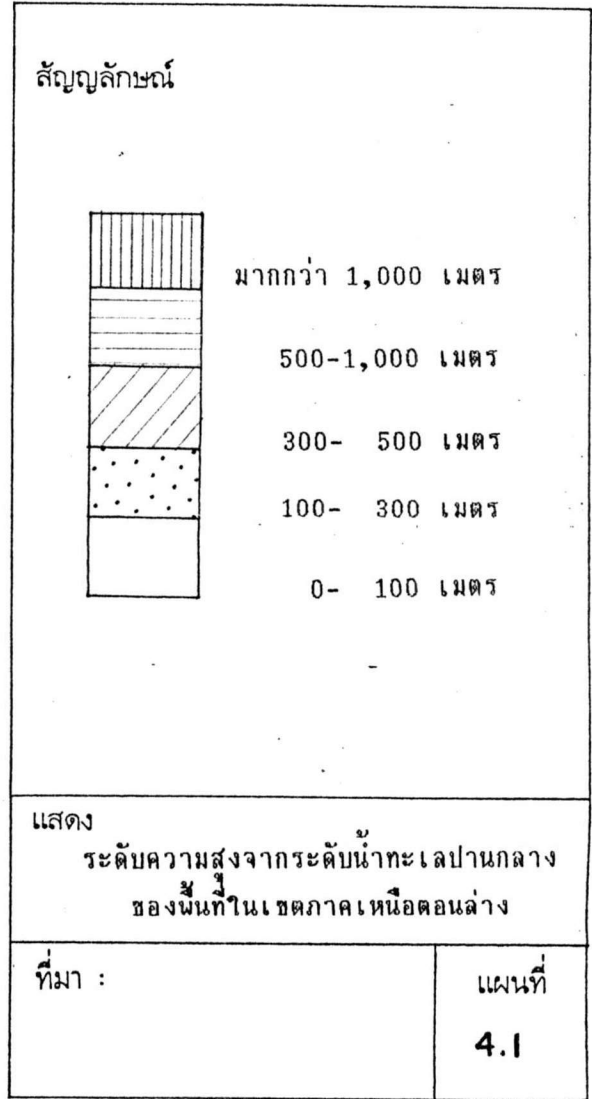 สัญญลักษณ์
มากกว่า 1,000 เมตร
500-1,000 เมตร
300- 500 เมตร
100- 300 เมตร
0- 100 เมตร
แสดง
ระดับความสูงจากระดับน้ำทะเลปานกลาง
ของพื้นที่ในเขตภาคเหนือตอนล่าง
ที่มา :
แผนที่
4.1